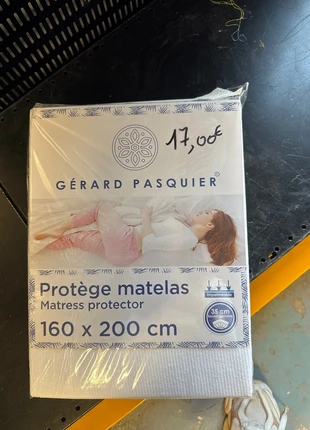 17,00€
GÉRARD PASQUIER©
Protège matelas
Matress protector
160 x 200 cm
35 cm